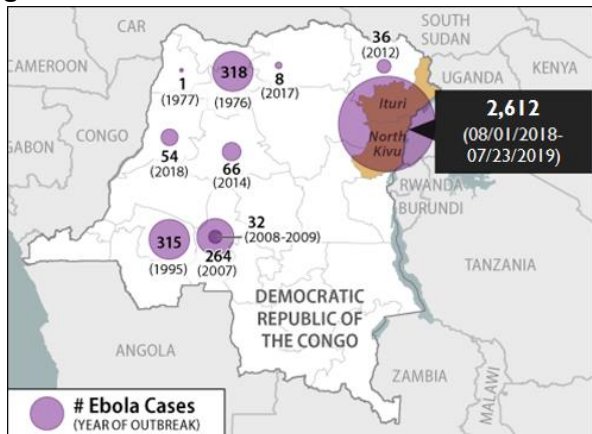 CAR
SOUTH
SUDAN
CAMEROON
36
(2012)
318
(1976)
8
(2017)
1
(1977)
UGANDA
KENYA
Ituri
2,612
(08/01/2018-
07/23/2019)
North
Kivu
GABON
CONGO
54
(2018)
66
(2014)
RWANDA
BURUNDI
32
(2008-2009)
315
(1995)
264
(2007)
TANZANIA
DEMOCRATIC
REPUBLIC OF
THE CONGO
ANGOLA
ZAMBIA
MALAWI
# Ebola Cases
(YEAR OF OUTBREAK)